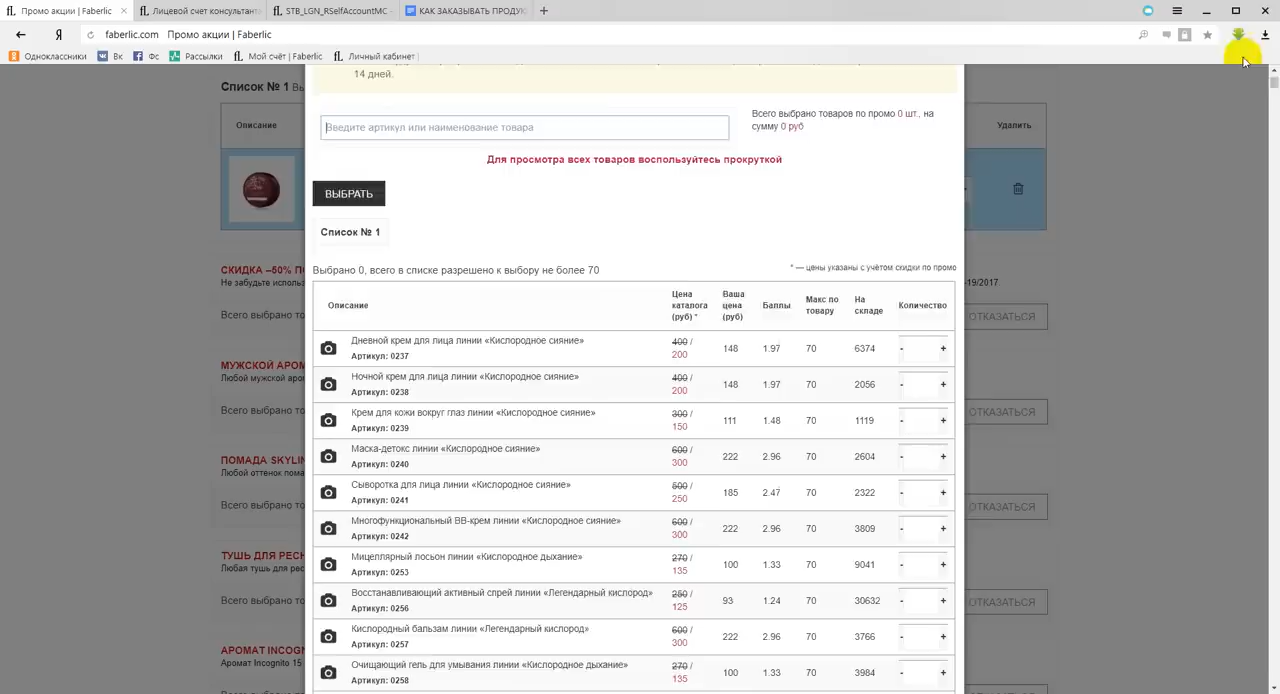 Промо акции | Faberlic
Лицевой счет консультанта
STB_LGN_RSelfAccountMC
КАК ЗАКАЗЫВАТЬ ПРОДУК
faberlic.com Промо акции | Faberlic
Одноклассники Вк Фс Рассылки Мой счёт | Faberlic Личный кабинет
14 дней.
Список № 1
Описание
Удалить
Введите артикул или наименование товара
Всего выбрано товаров по промо 0 шт., на
сумму 0 руб
Для просмотра всех товаров воспользуйтесь прокруткой
ВЫБРАТЬ
Список № 1
Выбрано 0, всего в списке разрешено к выбору не более 70
* — цены указаны с учётом скидки по промо
Описание
Цена каталога (руб) *
Ваша цена (руб)
Баллы
Макс по товару
На складе
Количество
Дневной крем для лица линии «Кислородное сияние»
Артикул: 0237
400 / 200 148 1.97 70 6374 - +
Ночной крем для лица линии «Кислородное сияние»
Артикул: 0238
400 / 200 148 1.97 70 2056 - +
Крем для кожи вокруг глаз линии «Кислородное сияние»
Артикул: 0239
300 / 150 111 1.48 70 1119 - +
Маска-детокс линии «Кислородное сияние»
Артикул: 0240
600 / 300 222 2.96 70 2604 - +
Сыворотка для лица линии «Кислородное сияние»
Артикул: 0241
500 / 250 185 2.47 70 2322 - +
Многофункциональный BB-крем линии «Кислородное сияние»
Артикул: 0242
600 / 300 222 2.96 70 3809 - +
Мицеллярный лосьон линии «Кислородное дыхание»
Артикул: 0253
270 / 135 100 1.33 70 9041 - +
Восстанавливающий активный спрей линии «Легендарный кислород»
Артикул: 0256
250 / 125 93 1.24 70 30632 - +
Кислородный бальзам линии «Легендарный кислород»
Артикул: 0257
600 / 300 222 2.96 70 3766 - +
Очищающий гель для умывания линии «Кислородное дыхание»
Артикул: 0258
270 / 135 100 1.33 70 3984 - +
СКИДКА –50%
Не забудьте
-19/2017
Всего выбрано
ОТКАЗАТЬСЯ
МУЖСКОЙ
Любой мужской
Всего выбрано
ОТКАЗАТЬСЯ
ПОМАДА
Любой оттенок
Всего выбрано
ОТКАЗАТЬСЯ
ТУШЬ ДЛЯ
Любая тушь для
Всего выбрано
ОТКАЗАТЬСЯ
АРОМАТ
Аромат Incognito 15